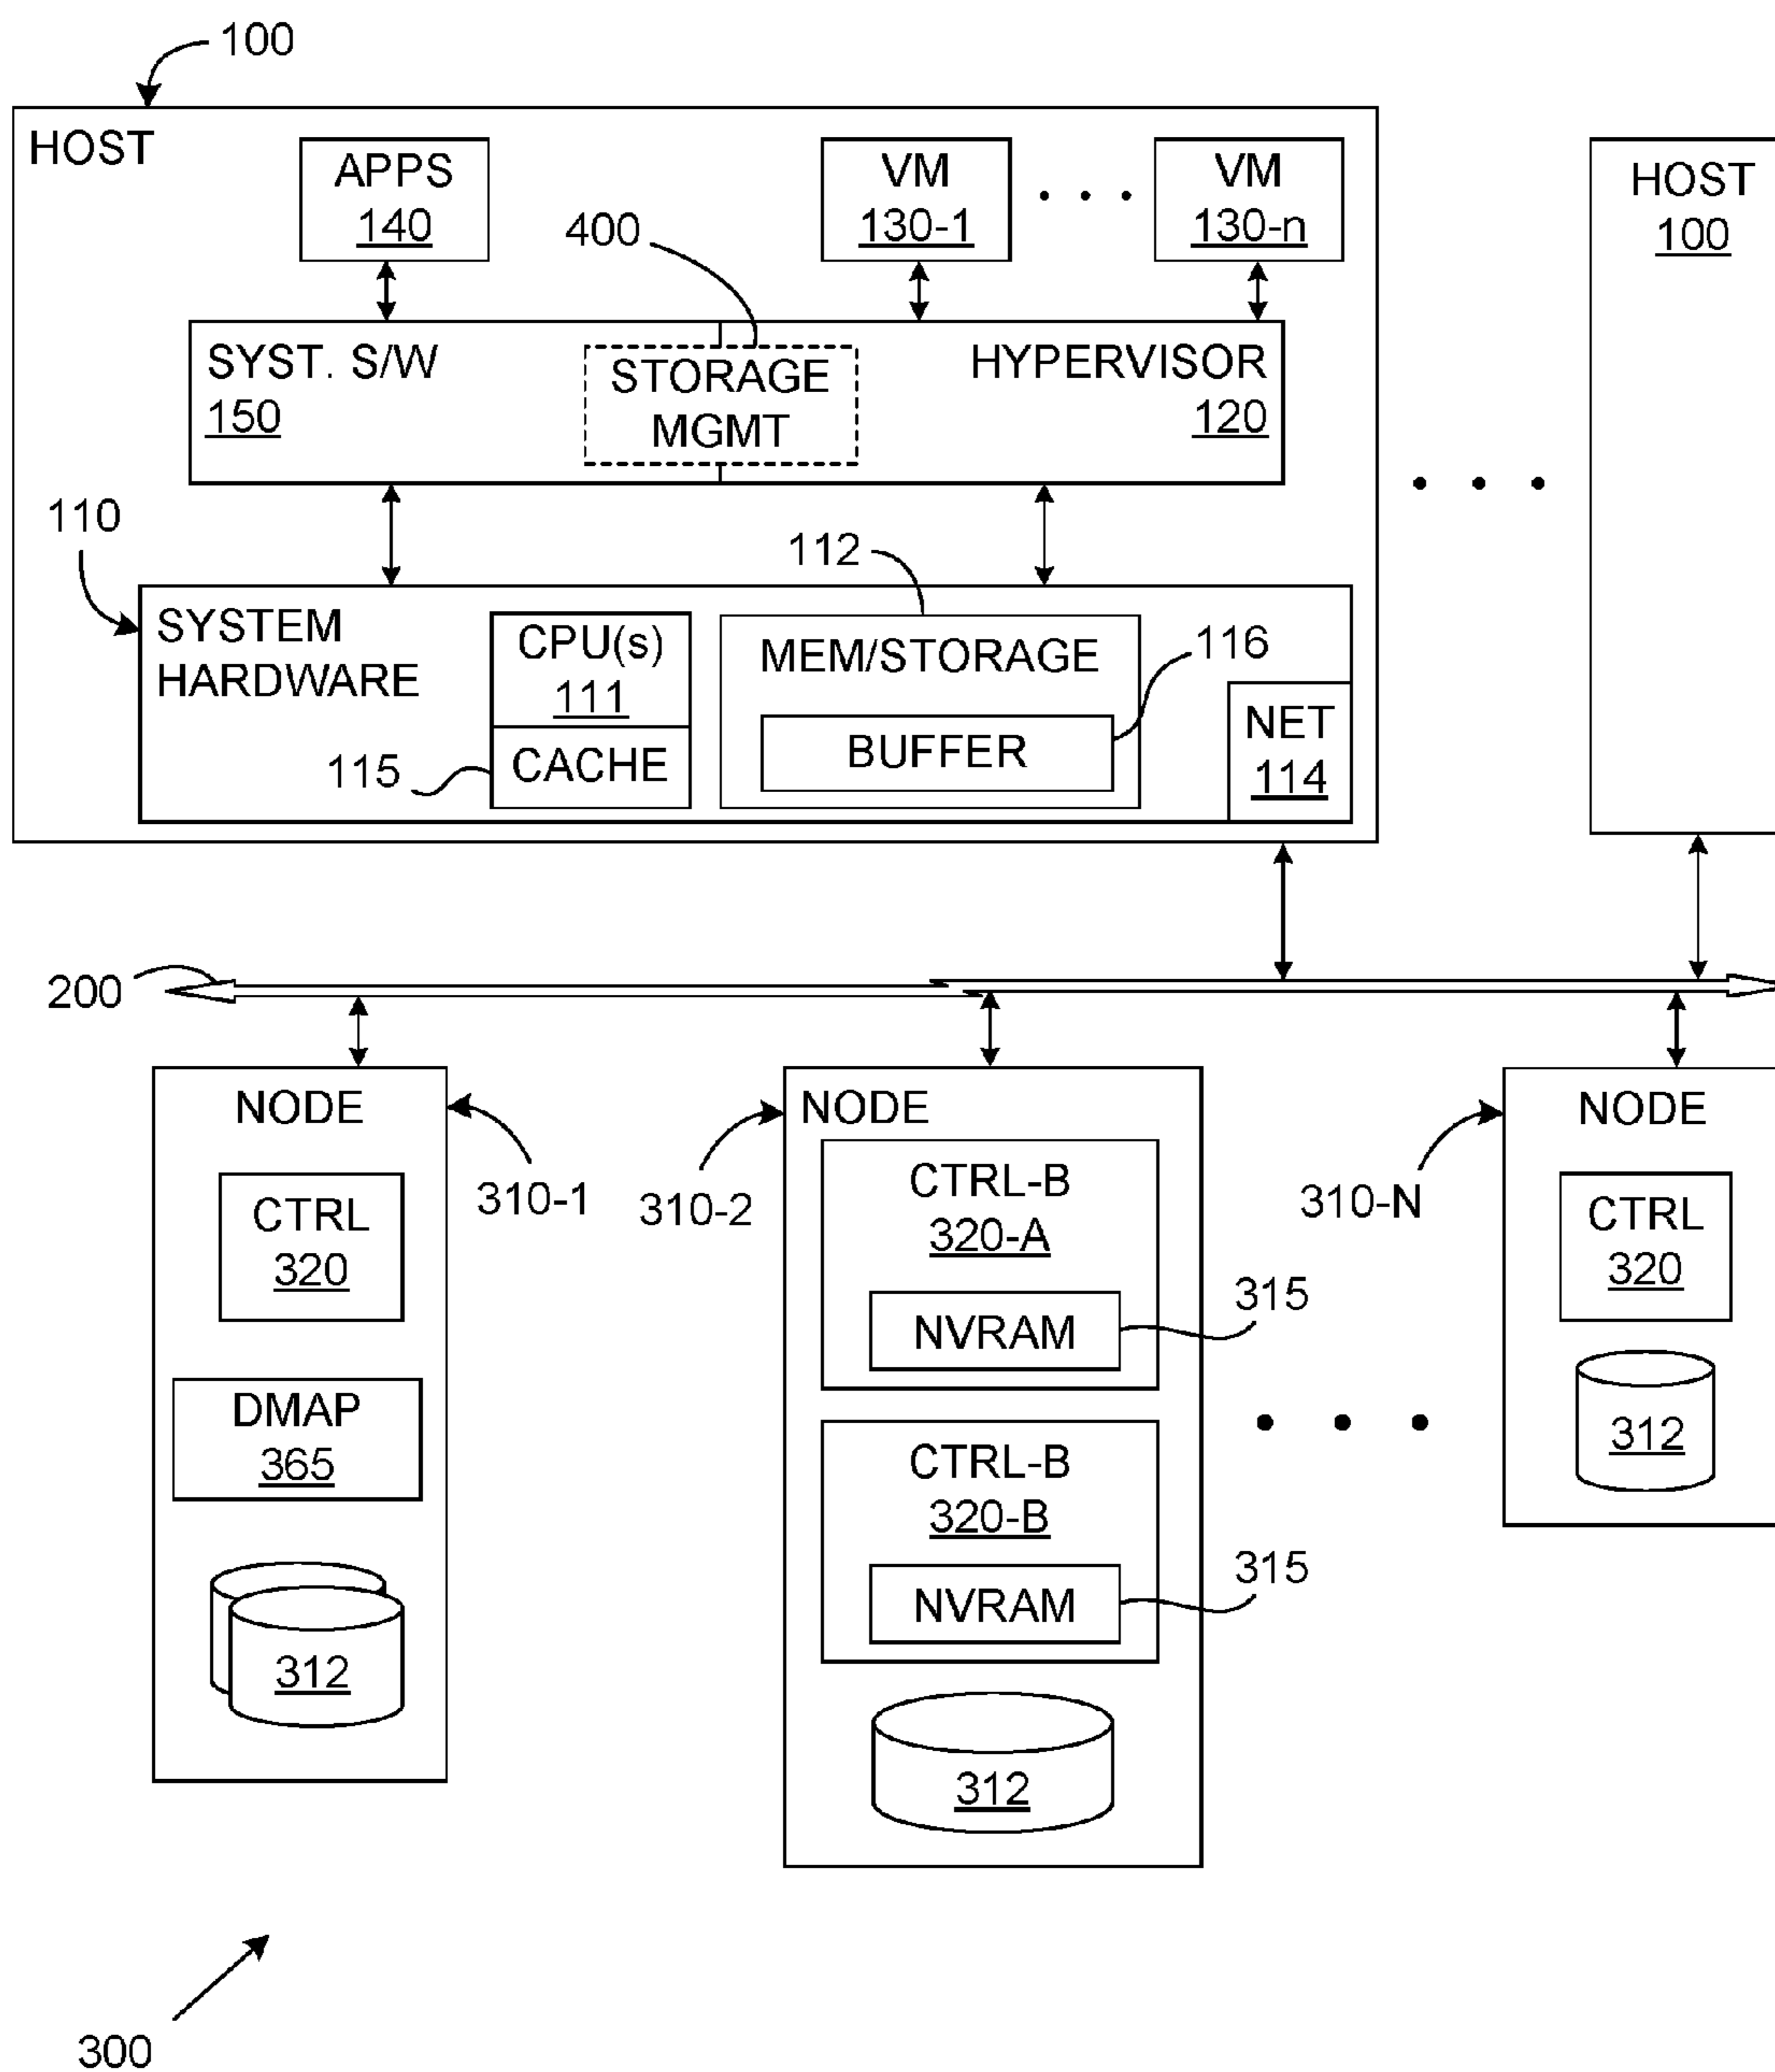 100
HOST
APPS
140
VM
130-1
. . .
VM
130-n
HOST
100
400
SYST. S/W
150
STORAGE
MGMT
HYPERVISOR
120
. . .
110
112
SYSTEM
HARDWARE
CPU(s)
111
CACHE
115
MEM/STORAGE
BUFFER
116
NET
114
200
NODE
310-1
CTRL
320
DMAP
365
312
NODE
310-2
CTRL-B
320-A
NVRAM
315
CTRL-B
320-B
NVRAM
315
312
. . .
NODE
310-N
CTRL
320
312
300